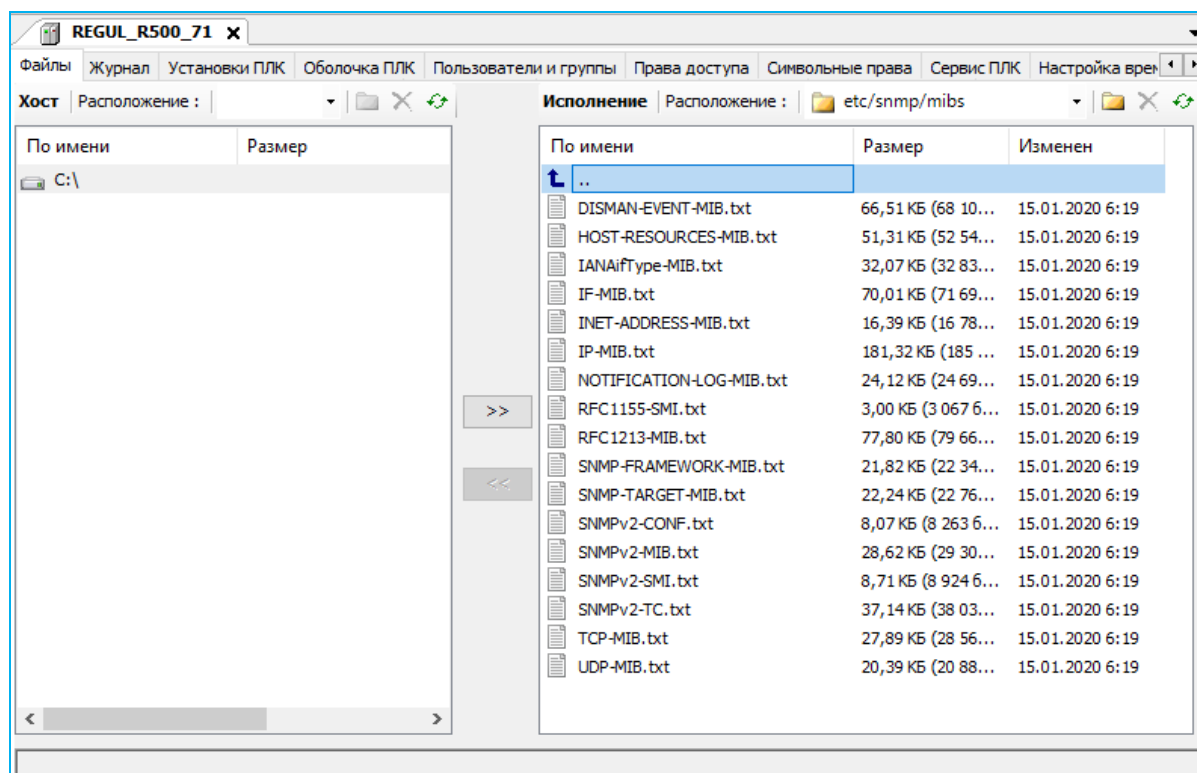 REGUL_R500_71 x
Файлы Журнал Установки ПЛК Оболочка ПЛК Пользователи и группы Права доступа Символьные права Сервис ПЛК Настройка врем
Хост Расположение : Исполнение Расположение : etc/snmp/mibs
По имени Размер По имени Размер Изменен
C:\ ..
DISMAN-EVENT-MIB.txt 66,51 КБ (68 10... 15.01.2020 6:19
HOST-RESOURCES-MIB.txt 51,31 КБ (52 54... 15.01.2020 6:19
IANAifType-MIB.txt 32,07 КБ (32 83... 15.01.2020 6:19
IF-MIB.txt 70,01 КБ (71 69... 15.01.2020 6:19
INET-ADDRESS-MIB.txt 16,39 КБ (16 78... 15.01.2020 6:19
IP-MIB.txt 181,32 КБ (185 ... 15.01.2020 6:19
NOTIFICATION-LOG-MIB.txt 24,12 КБ (24 69... 15.01.2020 6:19
>> RFC1155-SMI.txt 3,00 КБ (3 067 б... 15.01.2020 6:19
RFC1213-MIB.txt 77,80 КБ (79 66... 15.01.2020 6:19
SNMP-FRAMEWORK-MIB.txt 21,82 КБ (22 34... 15.01.2020 6:19
<< SNMP-TARGET-MIB.txt 22,24 КБ (22 76... 15.01.2020 6:19
SNMPv2-CONF.txt 8,07 КБ (8 263 б... 15.01.2020 6:19
SNMPv2-MIB.txt 28,62 КБ (29 30... 15.01.2020 6:19
SNMPv2-SMI.txt 8,71 КБ (8 924 б... 15.01.2020 6:19
SNMPv2-TC.txt 37,14 КБ (38 03... 15.01.2020 6:19
TCP-MIB.txt 27,89 КБ (28 56... 15.01.2020 6:19
UDP-MIB.txt 20,39 КБ (20 88... 15.01.2020 6:19